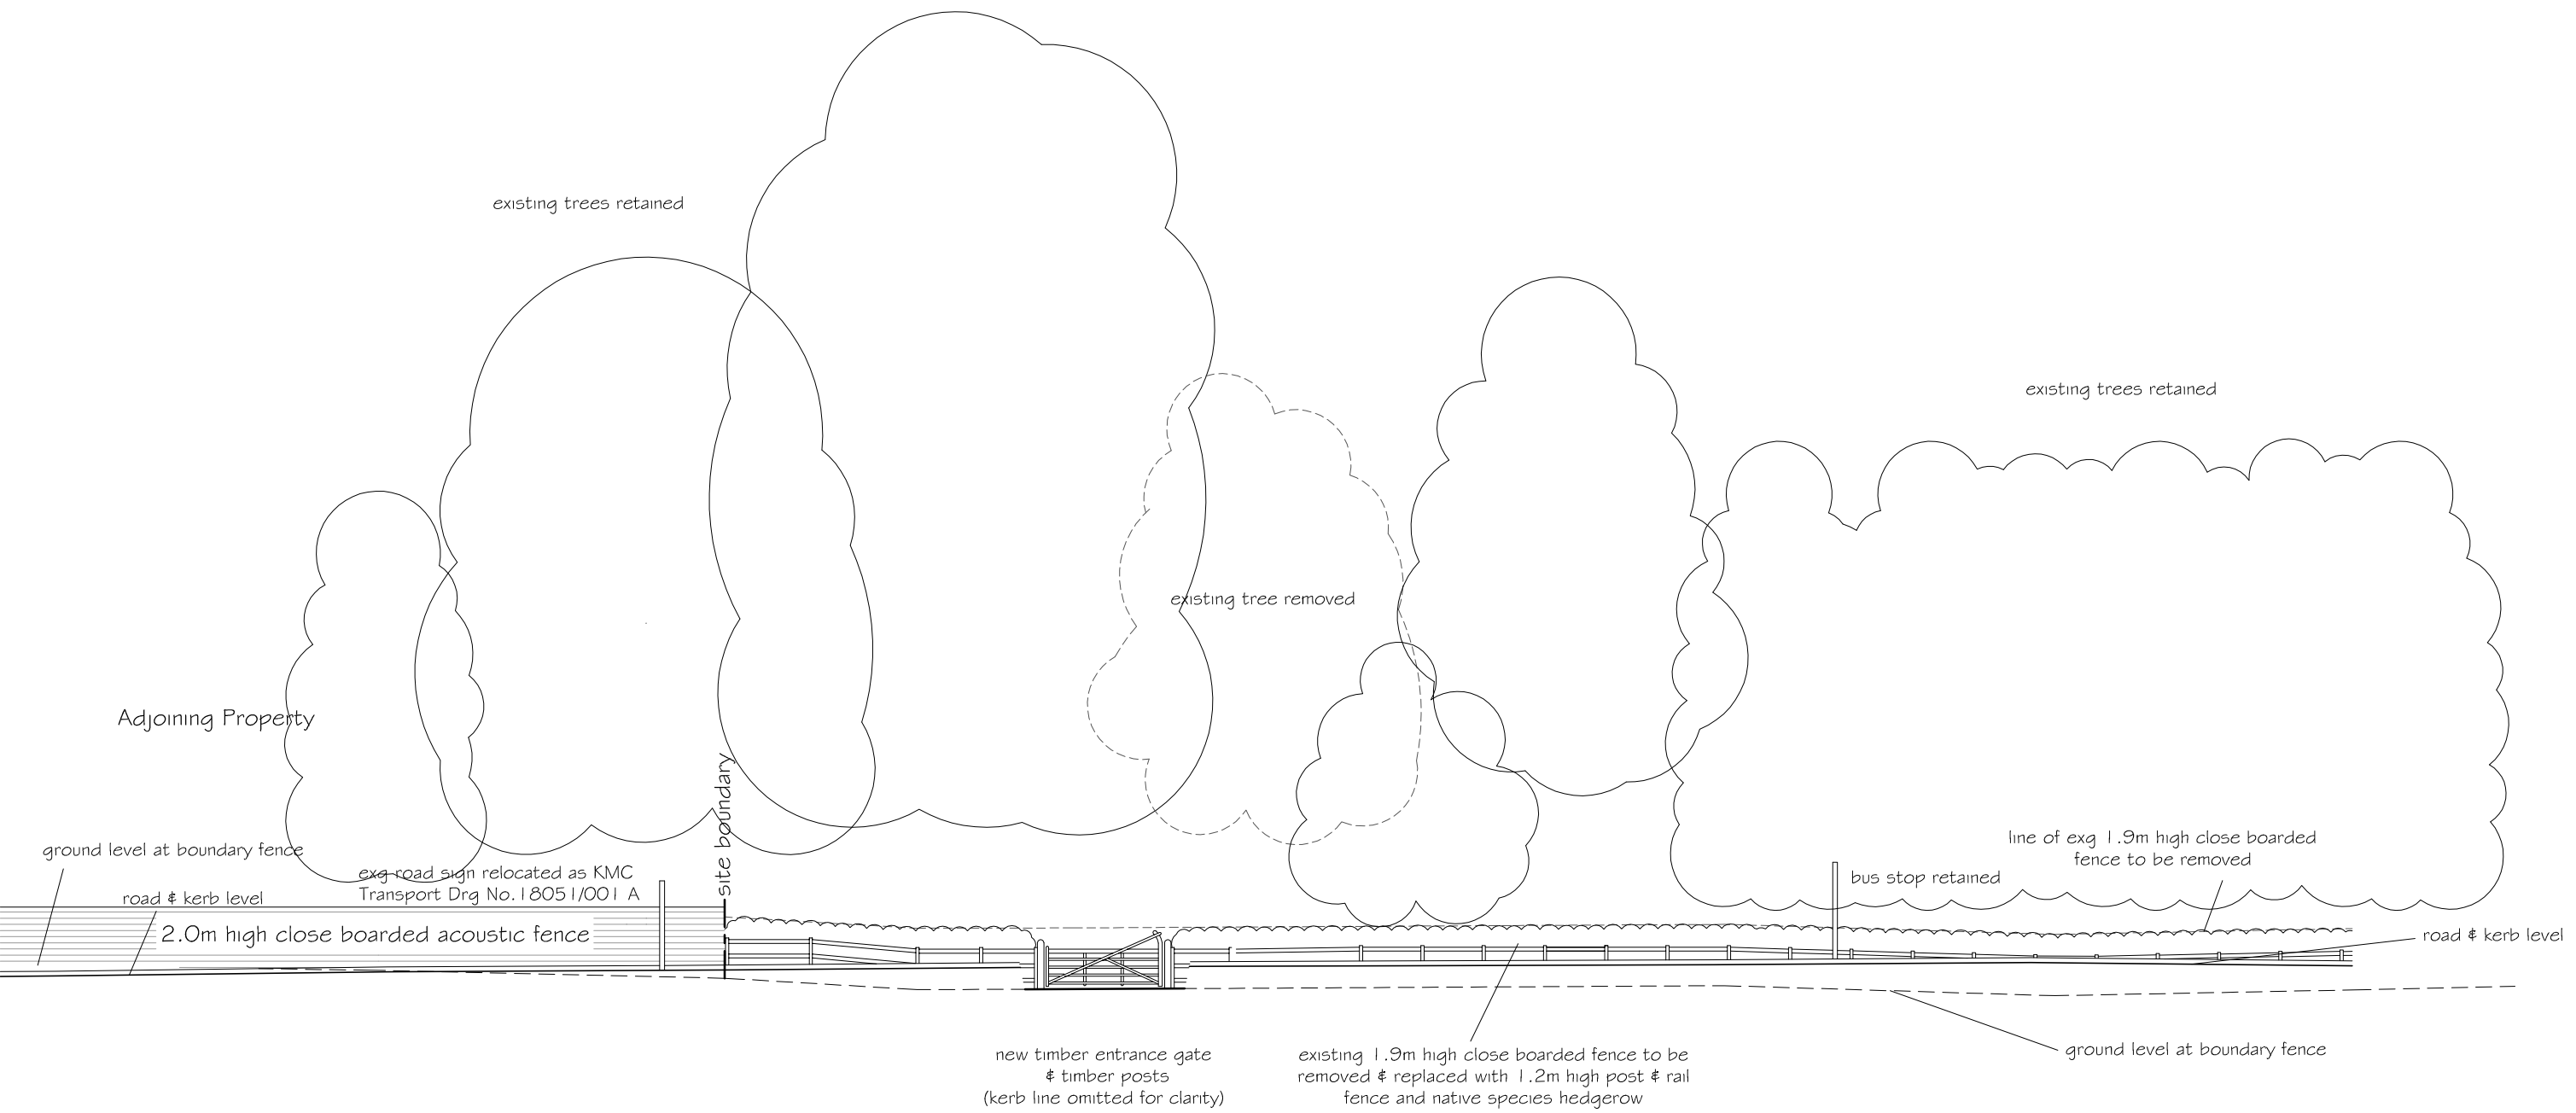 existing trees retained
existing trees retained
existing tree removed
Adjoining Property
site boundary
ground level at boundary fence
exg road sign relocated as KMC
Transport Drg No.18051/001 A
road & kerb level
2.0m high close boarded acoustic fence
line of exg 1.9m high close boarded
fence to be removed
bus stop retained
road & kerb level
new timber entrance gate
& timber posts
(kerb line omitted for clarity)
existing 1.9m high close boarded fence to be
removed & replaced with 1.2m high post & rail
fence and native species hedgerow
ground level at boundary fence